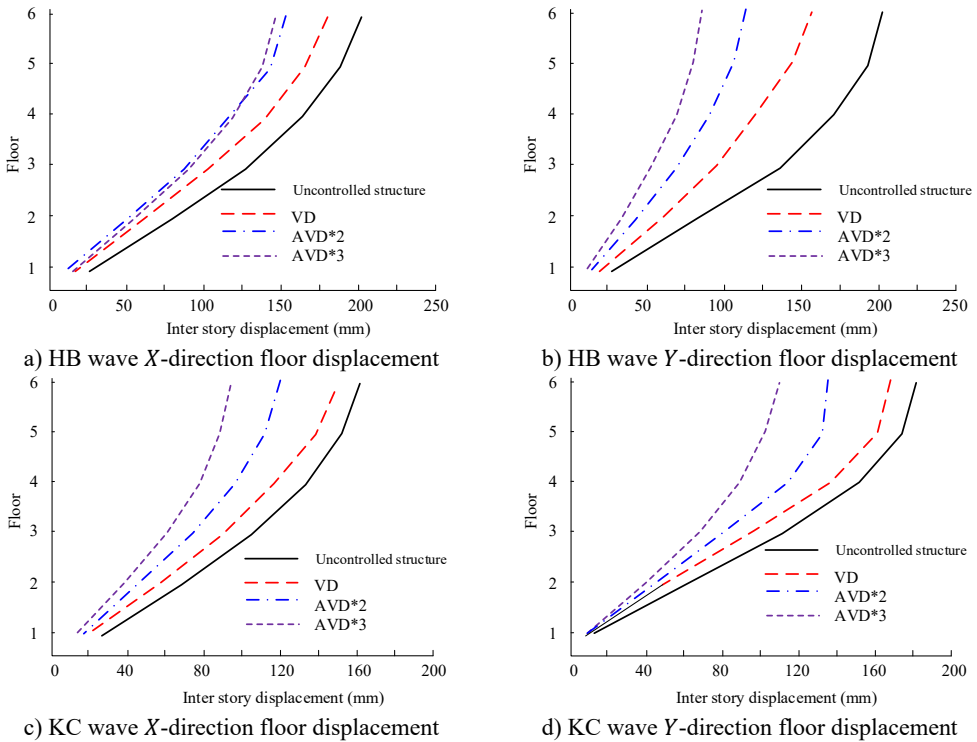 6
5
4
3
2
1
Floor
Uncontrolled structure
VD
AVD*2
AVD*3
0
50
100
150
200
250
Inter story displacement (mm)
a) HB wave X-direction floor displacement
6
5
4
3
2
1
Floor
Uncontrolled structure
VD
AVD*2
AVD*3
0
50
100
150
200
250
Inter story displacement (mm)
b) HB wave Y-direction floor displacement
6
5
4
3
2
1
Floor
Uncontrolled structure
VD
AVD*2
AVD*3
0
40
80
120
160
200
Inter story displacement (mm)
c) KC wave X-direction floor displacement
6
5
4
3
2
1
Floor
Uncontrolled structure
VD
AVD*2
AVD*3
0
40
80
120
160
200
Inter story displacement (mm)
d) KC wave Y-direction floor displacement